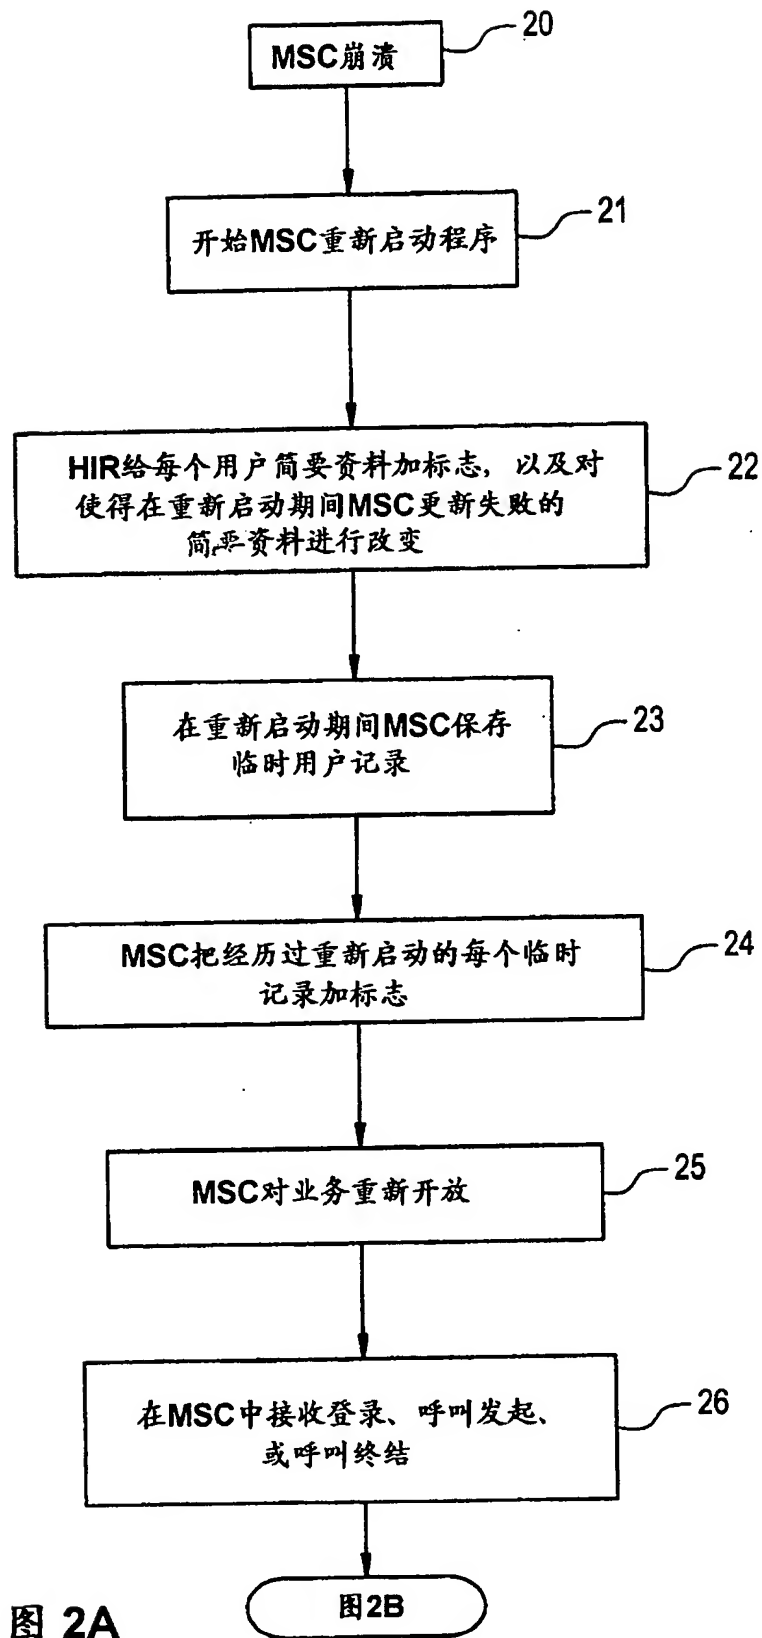 MSC崩溃
20
开始MSC重新启动程序
21
HIR给每个用户简要资料加标志, 以及对
使得在重新启动期间MSC更新失败的
简要资料进行改变
22
在重新启动期间MSC保存
临时用户记录
23
MSC把经历过重新启动的每个临时
记录加标志
24
MSC对业务重新开放
25
在MSC中接收登录、呼叫发起、
或呼叫终结
26
图2B
图 2A